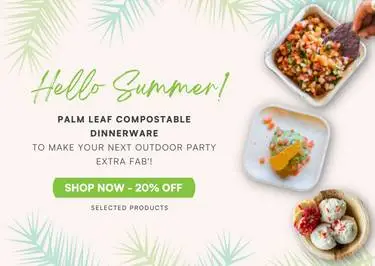 Hello Summer!
PALM LEAF COMPOSTABLE
DINNERWARE
TO MAKE YOUR NEXT OUTDOOR PARTY
EXTRA FAB'!
SHOP NOW - 20% OFF
SELECTED PRODUCTS